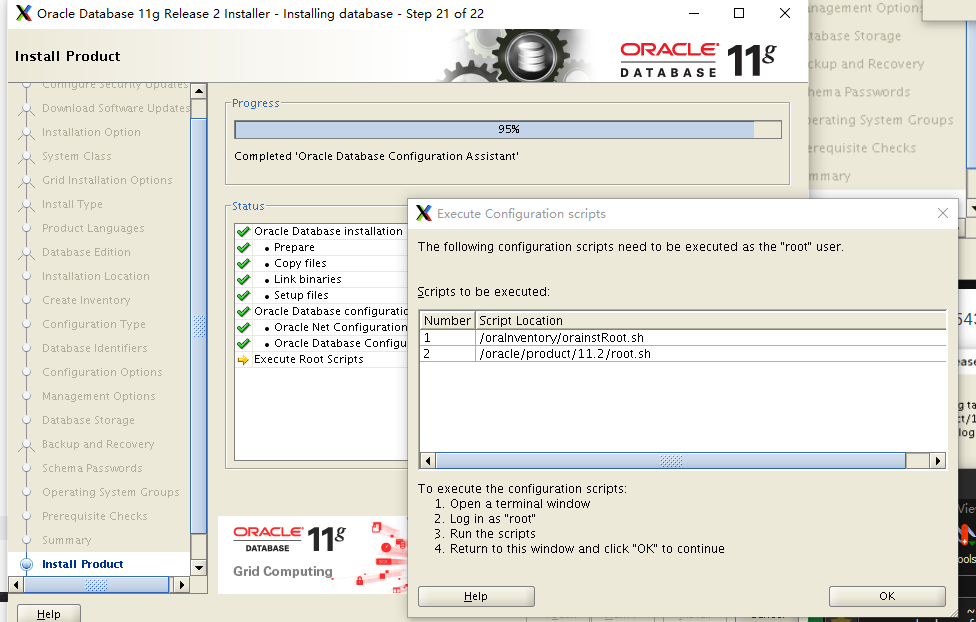 Oracle Database 11g Release 2 Installer - Installing database - Step 21 of 22
Install Product
ORACLE
DATABASE 11g
Configure Security Updates
Download Software Updates
Installation Option
System Class
Grid Installation Options
Install Type
Product Languages
Database Edition
Installation Location
Create Inventory
Configuration Type
Database Identifiers
Configuration Options
Management Options
Database Storage
Backup and Recovery
Schema Passwords
Operating System Groups
Prerequisite Checks
Summary
Install Product
Help
Progress
95%
Completed 'Oracle Database Configuration Assistant'
Status
Oracle Database installation
• Prepare
• Copy files
• Link binaries
• Setup files
Oracle Database configuratio
• Oracle Net Configuration
• Oracle Database Configu
Execute Root Scripts
ORACLE
DATABASE 11g
Grid Computing
Execute Configuration scripts
The following configuration scripts need to be executed as the "root" user.
Scripts to be executed:
Number Script Location
1 /oraInventory/orainstRoot.sh
2 /oracle/product/11.2/root.sh
To execute the configuration scripts:
1. Open a terminal window
2. Log in as "root"
3. Run the scripts
4. Return to this window and click "OK" to continue
Help
OK
nagement Options
tabase Storage
ckup and Recovery
hema Passwords
perating System Groups
erequisite Checks
mmary